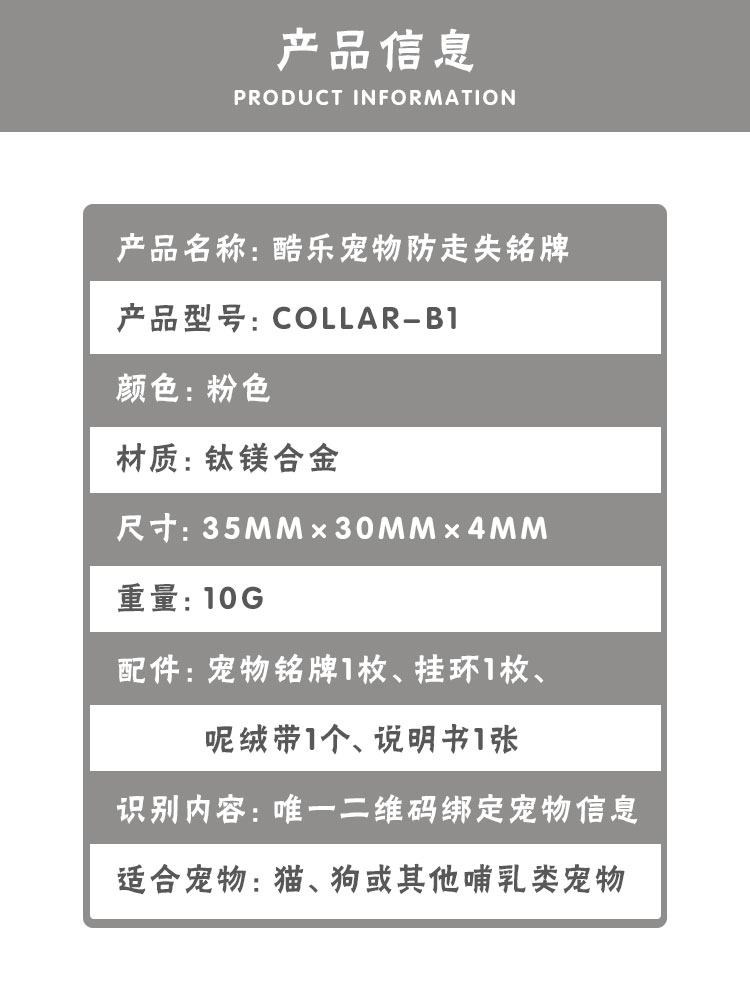 产品信息
PRODUCT INFORMATION
产品名称: 酷乐宠物防走失铭牌
产品型号: COLLAR-B1
颜色: 粉色
材质: 钛镁合金
尺寸: 35MM×30MM×4MM
重量: 10G
配件: 宠物铭牌1枚、挂环1枚、
呢绒带1个、说明书1张
识别内容: 唯一二维码绑定宠物信息
适合宠物: 猫、狗或其他哺乳类宠物